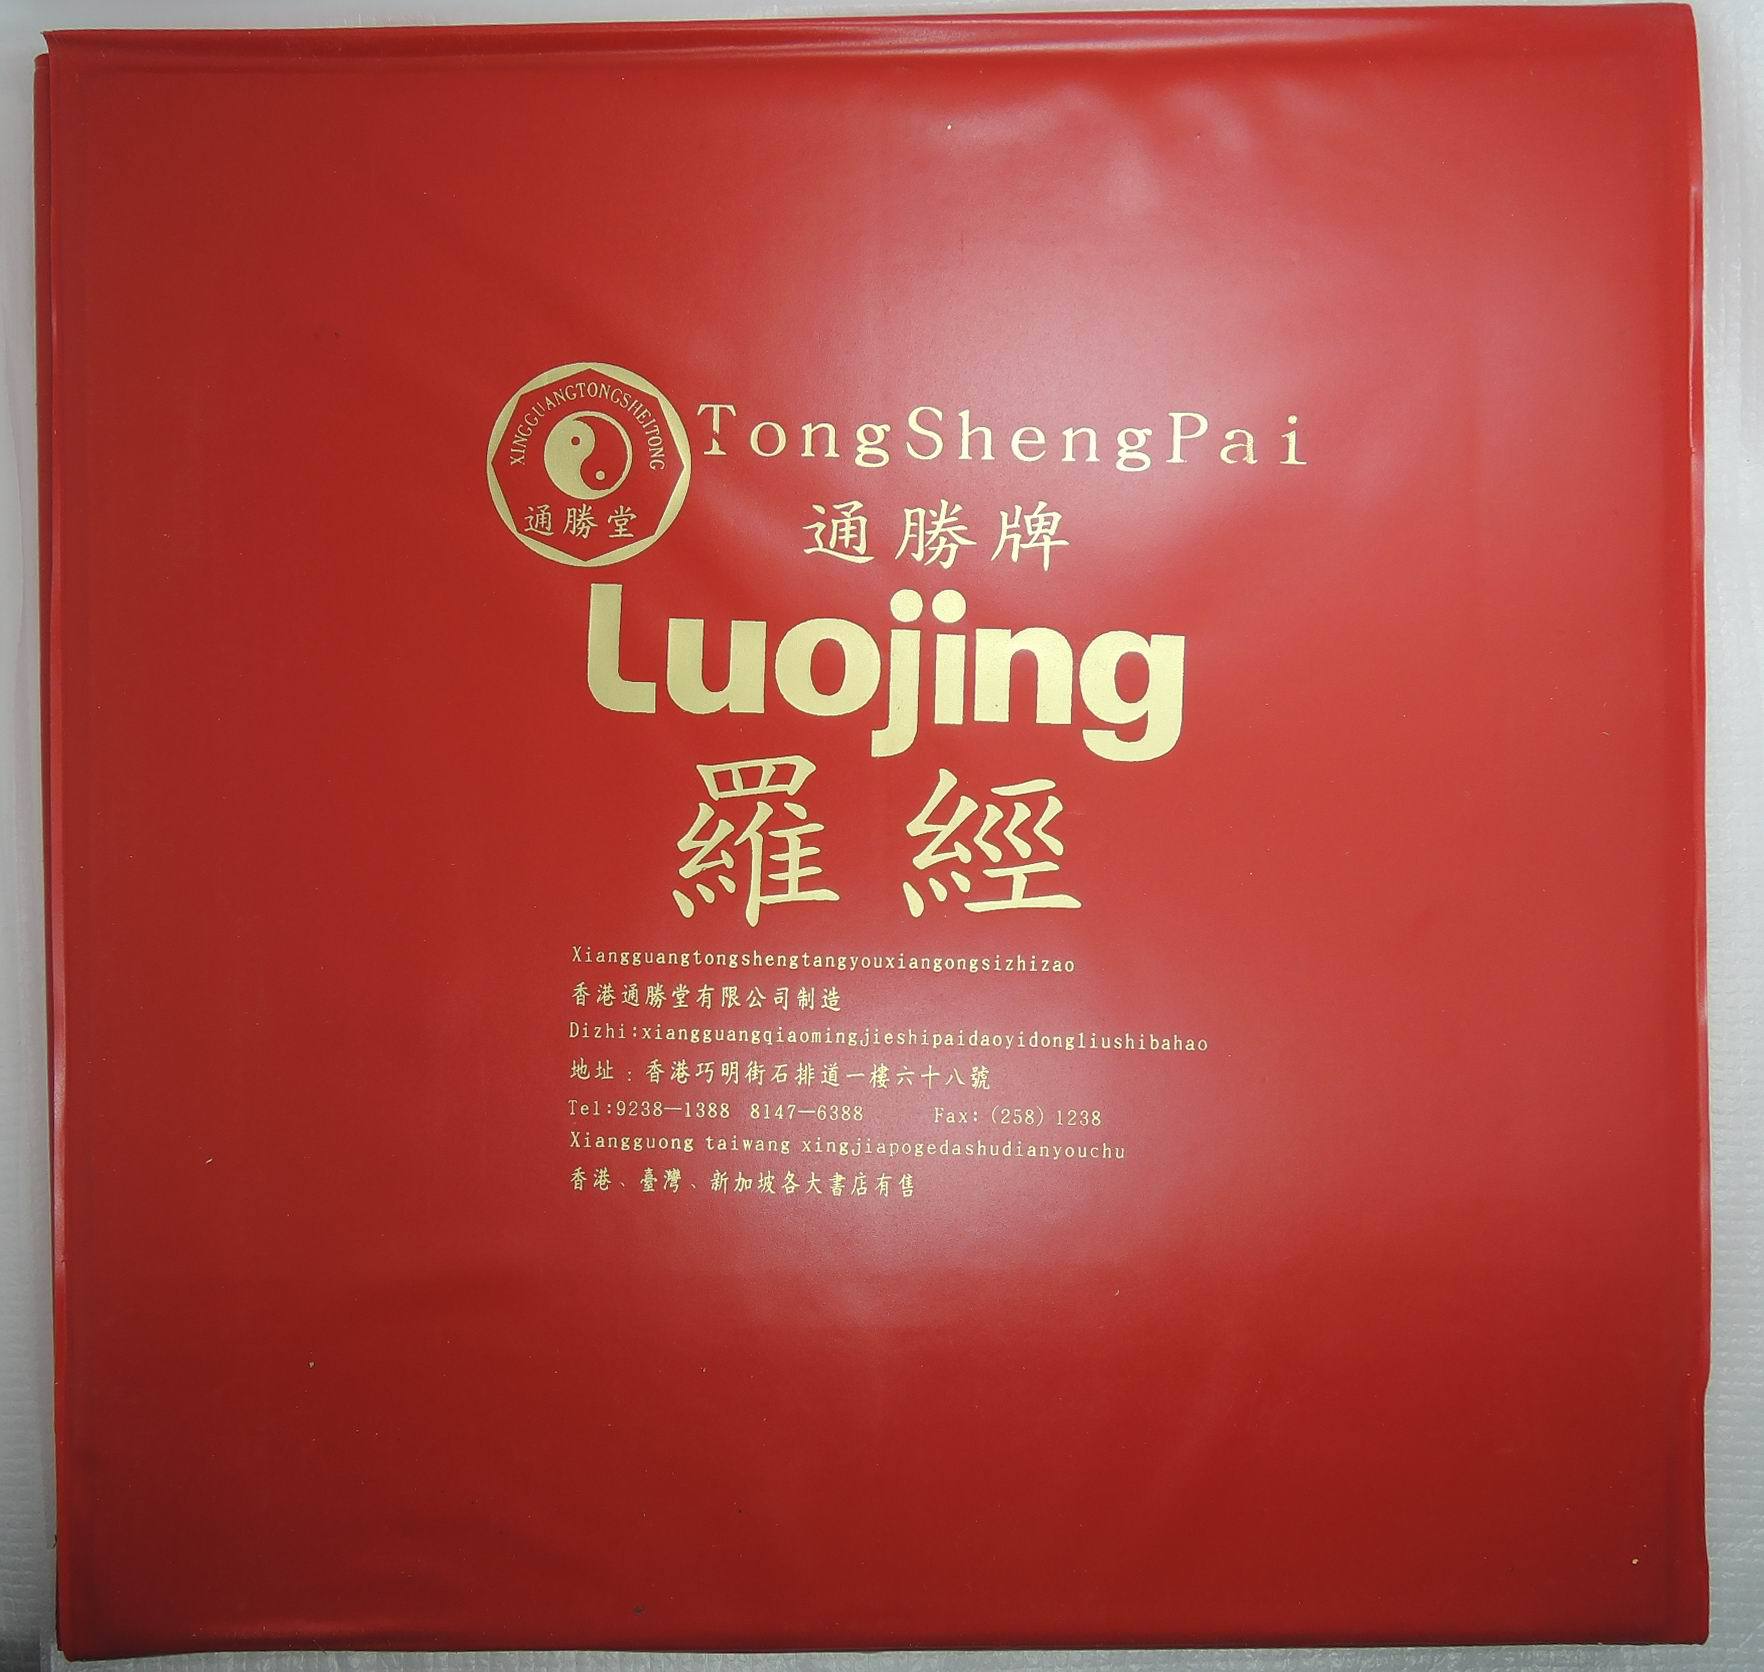 XINGGUANGTONGSHEITONG
通勝堂
TongShengPai
通勝牌
Luojing
羅經
Xiangguangtongshengtangyouxiangongsizhizao
香港通勝堂有限公司制造
Dizhi:xiangguangqiaomingjieshipaidaoyidongliushibahao
地址：香港巧明街石排道一樓六十八號
Tel:9238—1388 8147—6388 Fax:(258)1238
Xiangguong taiwang xingjiapogedashudianyouchu
香港、臺灣、新加坡各大書店有售